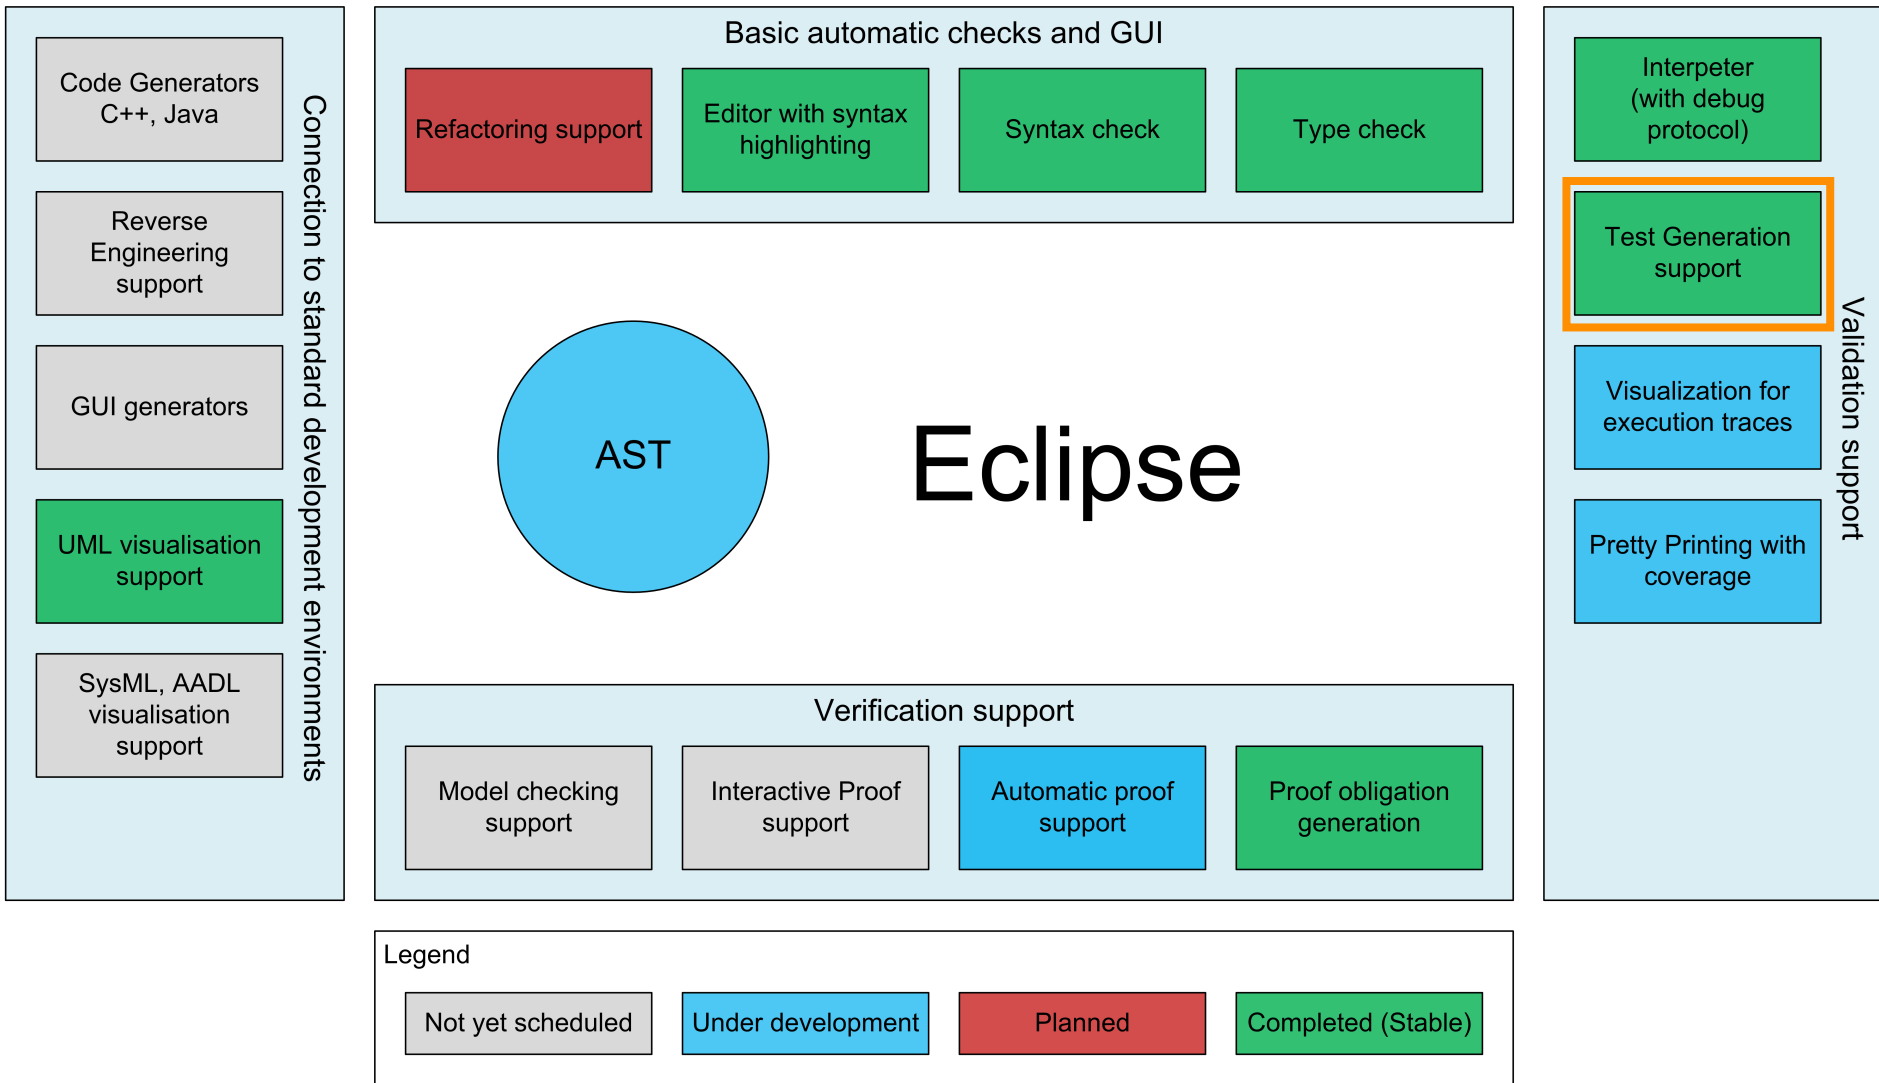 Code Generators
C++, Java
Reverse
Engineering
support
GUI generators
UML visualisation
support
SysML, AADL
visualisation
support
Connection to standard development environments
Basic automatic checks and GUI
Refactoring support
Editor with syntax
highlighting
Syntax check
Type check
AST
Eclipse
Verification support
Model checking
support
Interactive Proof
support
Automatic proof
support
Proof obligation
generation
Interpeter
(with debug
protocol)
Test Generation
support
Visualization for
execution traces
Pretty Printing with
coverage
Validation support
Legend
Not yet scheduled
Under development
Planned
Completed (Stable)